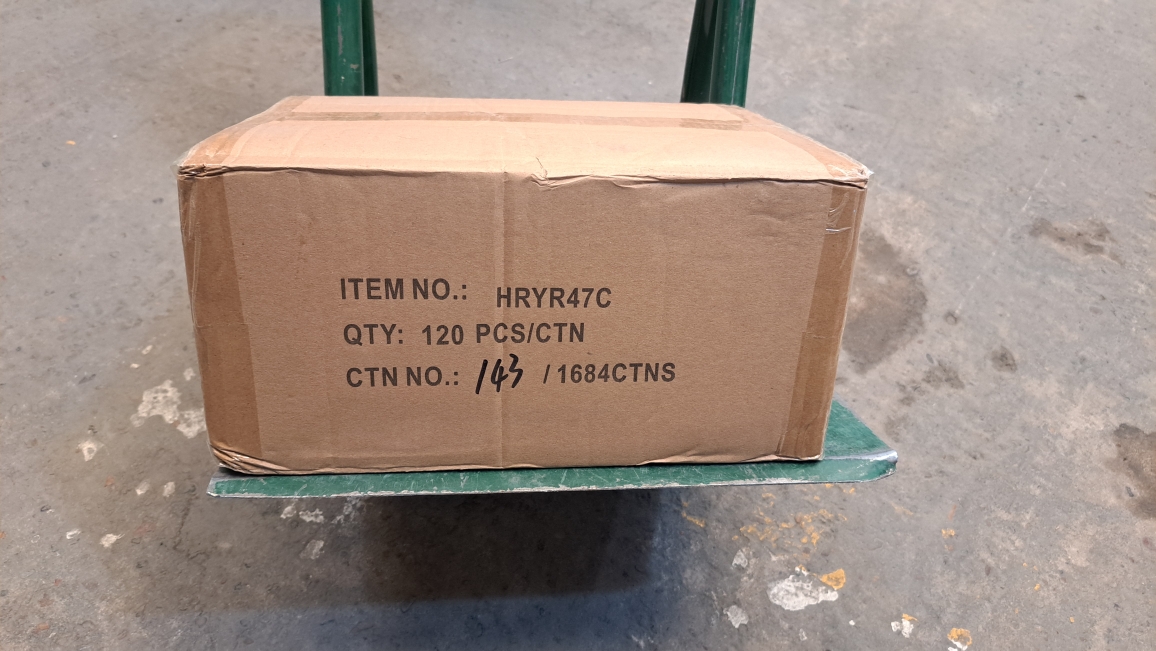 ITEM NO.: HRYR47C
QTY: 120 PCS/CTN
CTN NO.: 143 /1684CTNS